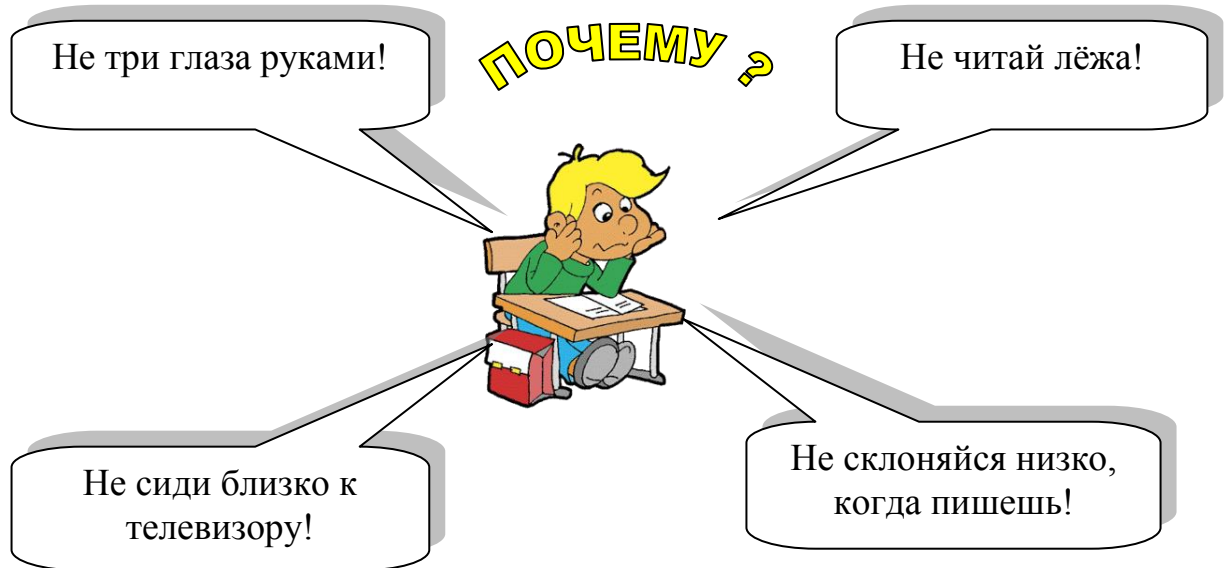 Не три глаза руками!
ПОЧЕМУ ?
Не читай лёжа!
Не сиди близко к
телевизору!
Не склоняйся низко,
когда пишешь!